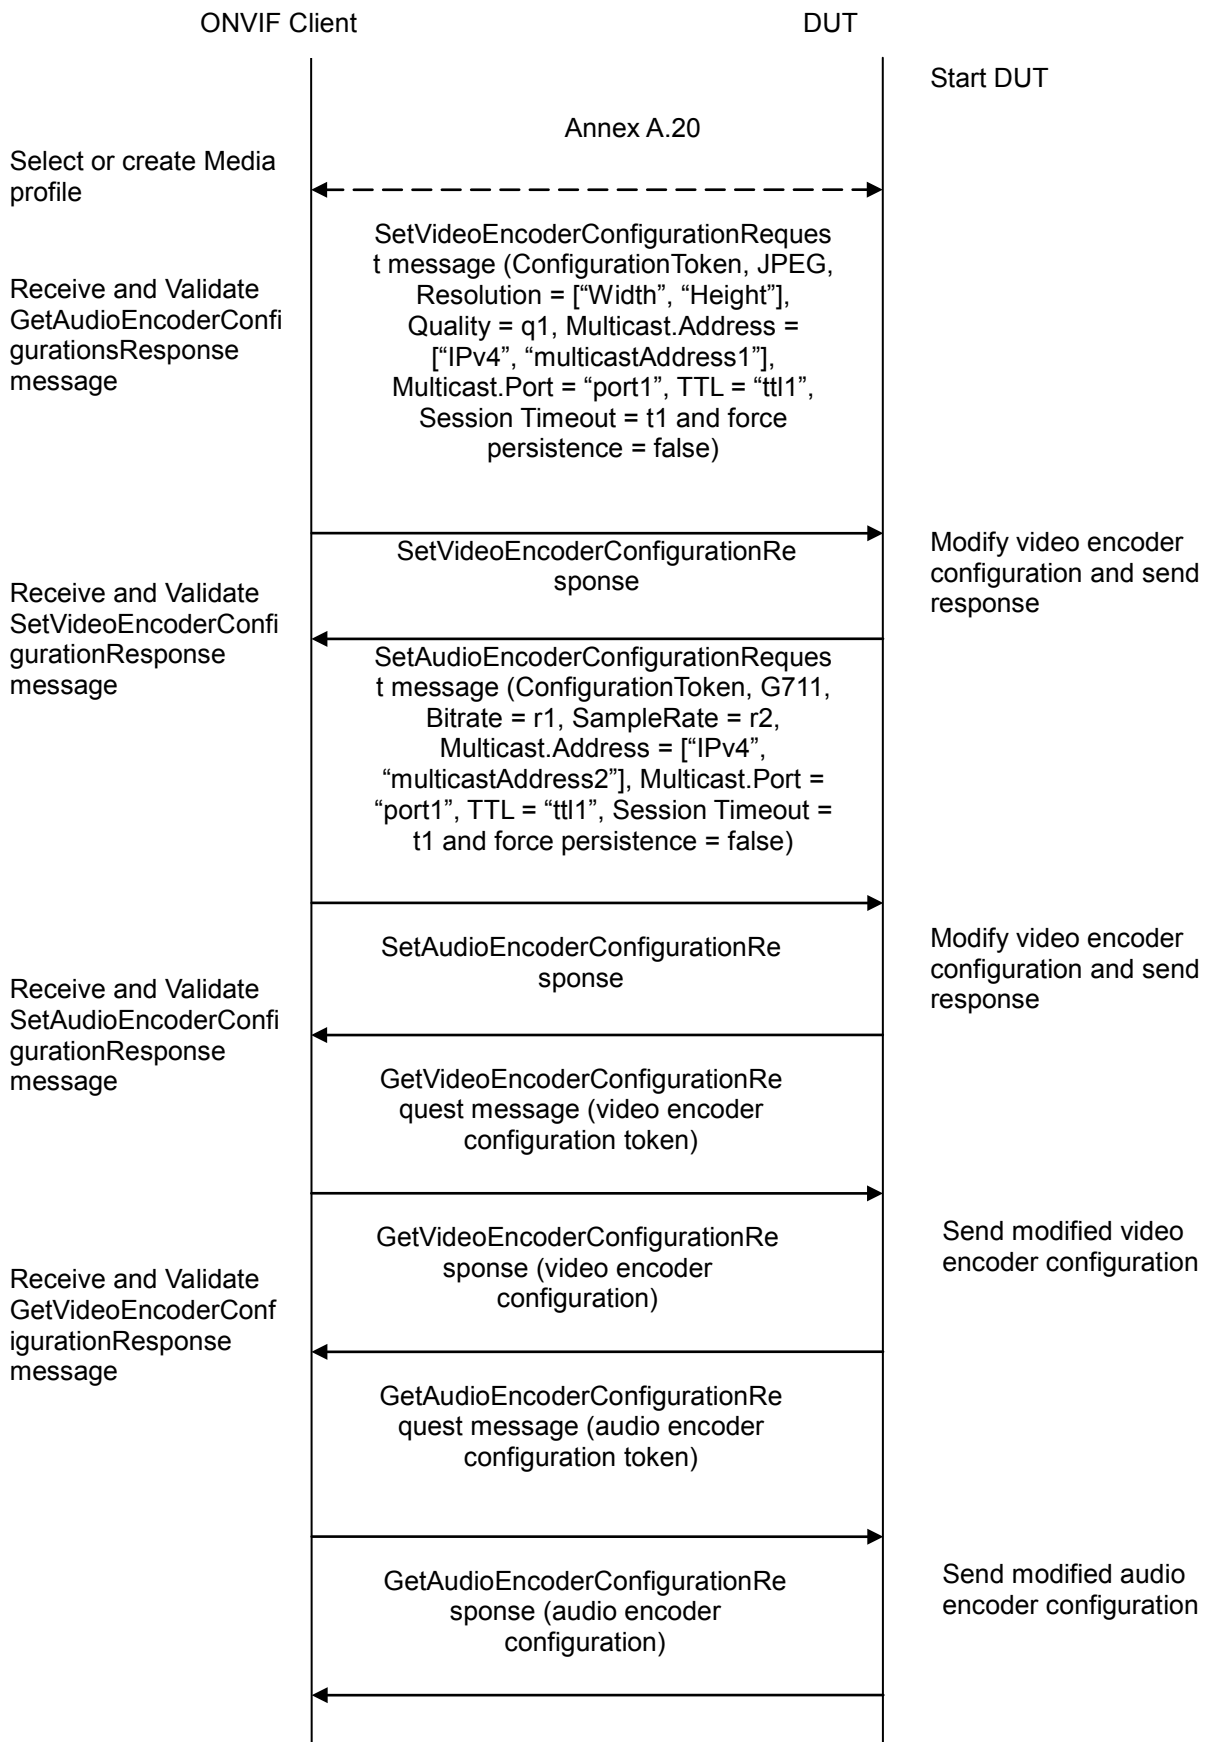 ONVIF Client
DUT
Start DUT
Annex A.20
Select or create Media
profile
SetVideoEncoderConfigurationReques
t message (ConfigurationToken, JPEG,
Resolution = [“Width”, “Height”],
Quality = q1, Multicast.Address =
[“IPv4”, “multicastAddress1”],
Multicast.Port = “port1”, TTL = “ttl1”,
Session Timeout = t1 and force
persistence = false)
Receive and Validate
GetAudioEncoderConfi
gurationsResponse
message
SetVideoEncoderConfigurationRe
sponse
Modify video encoder
configuration and send
response
Receive and Validate
SetVideoEncoderConfi
gurationResponse
message
SetAudioEncoderConfigurationReques
t message (ConfigurationToken, G711,
Bitrate = r1, SampleRate = r2,
Multicast.Address = [“IPv4”,
“multicastAddress2”], Multicast.Port =
“port1”, TTL = “ttl1”, Session Timeout =
t1 and force persistence = false)
SetAudioEncoderConfigurationRe
sponse
Modify video encoder
configuration and send
response
Receive and Validate
SetAudioEncoderConfi
gurationResponse
message
GetVideoEncoderConfigurationRe
quest message (video encoder
configuration token)
GetVideoEncoderConfigurationRe
sponse (video encoder
configuration)
Send modified video
encoder configuration
Receive and Validate
GetVideoEncoderConf
igurationResponse
message
GetAudioEncoderConfigurationRe
quest message (audio encoder
configuration token)
GetAudioEncoderConfigurationRe
sponse (audio encoder
configuration)
Send modified audio
encoder configuration